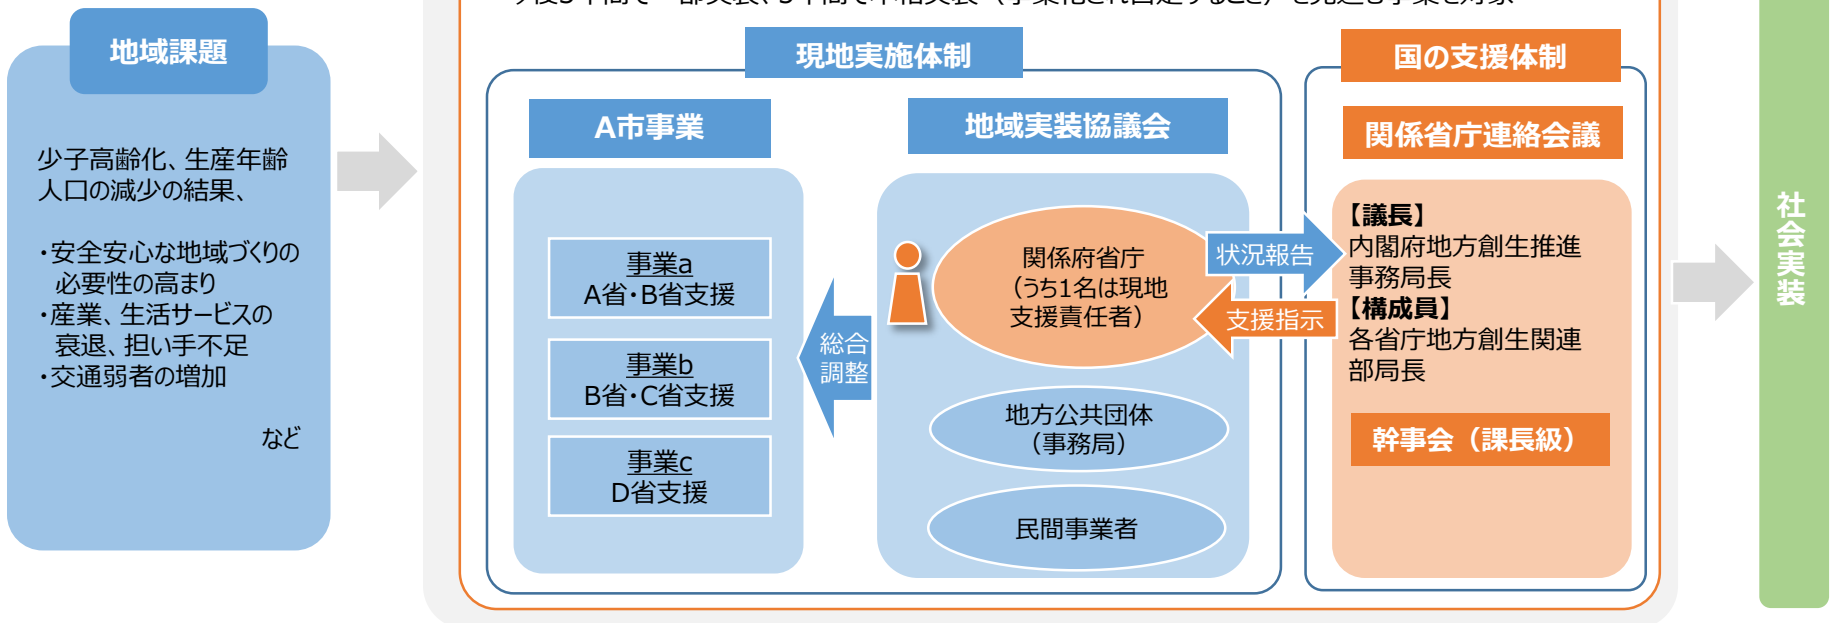 地域課題
少子高齢化、生産年齢
人口の減少の結果、
・安全安心な地域づくりの
必要性の高まり
・産業、生活サービスの
衰退、担い手不足
・交通弱者の増加
など
現地実施体制
A市事業
事業a
A省・B省支援
事業b
B省・C省支援
事業c
D省支援
総合
調整
地域実装協議会
関係府省庁
（うち1名は現地
支援責任者）
地方公共団体
（事務局）
民間事業者
状況報告
支援指示
国の支援体制
関係省庁連絡会議
【議長】
内閣府地方創生推進
事務局長
【構成員】
各省庁地方創生関連
部局長
幹事会（課長級）
社会実装